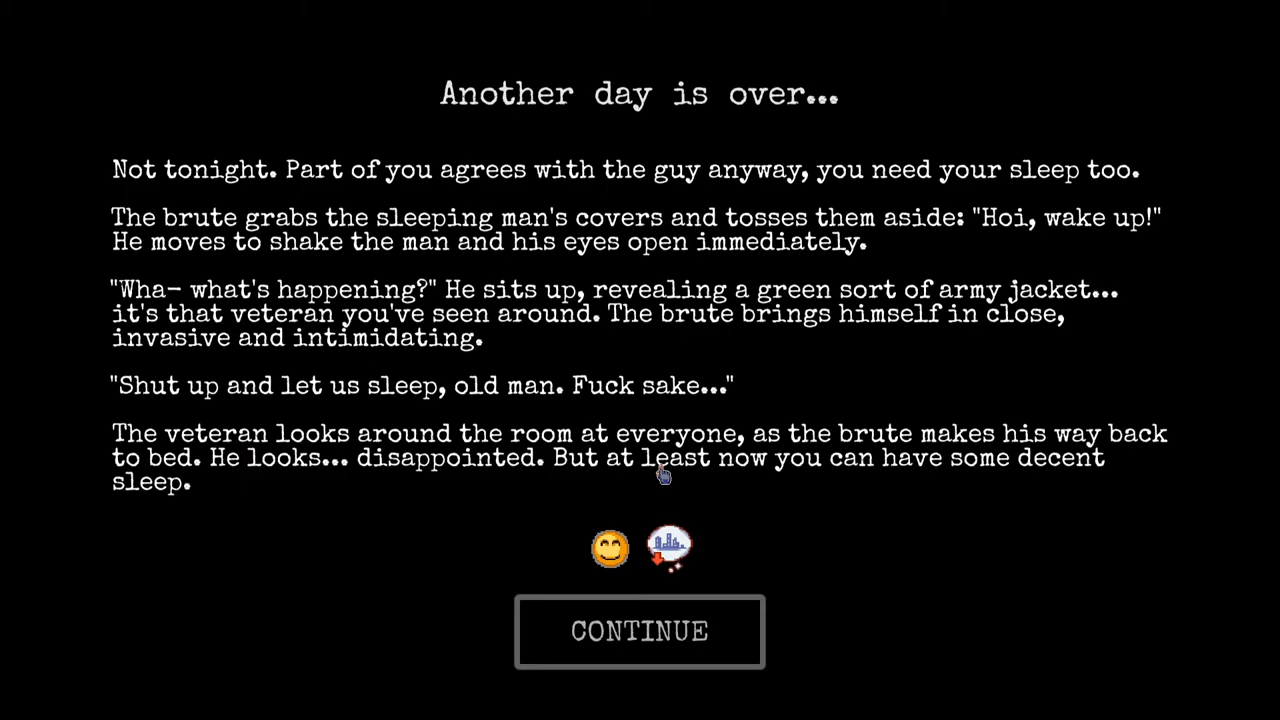 Another day is over...
Not tonight. Part of you agrees with the guy anyway, you need your sleep too.
The brute grabs the sleeping man's covers and tosses them aside: "Hoi, wake up!"
He moves to shake the man and his eyes open immediately.
"Wha- what's happening?" He sits up, revealing a green sort of army jacket...
it's that veteran you've seen around. The brute brings himself in close,
invasive and intimidating.
"Shut up and let us sleep, old man. Fuck sake..."
The veteran looks around the room at everyone, as the brute makes his way back
to bed. He looks... disappointed. But at least now you can have some decent
sleep.
CONTINUE